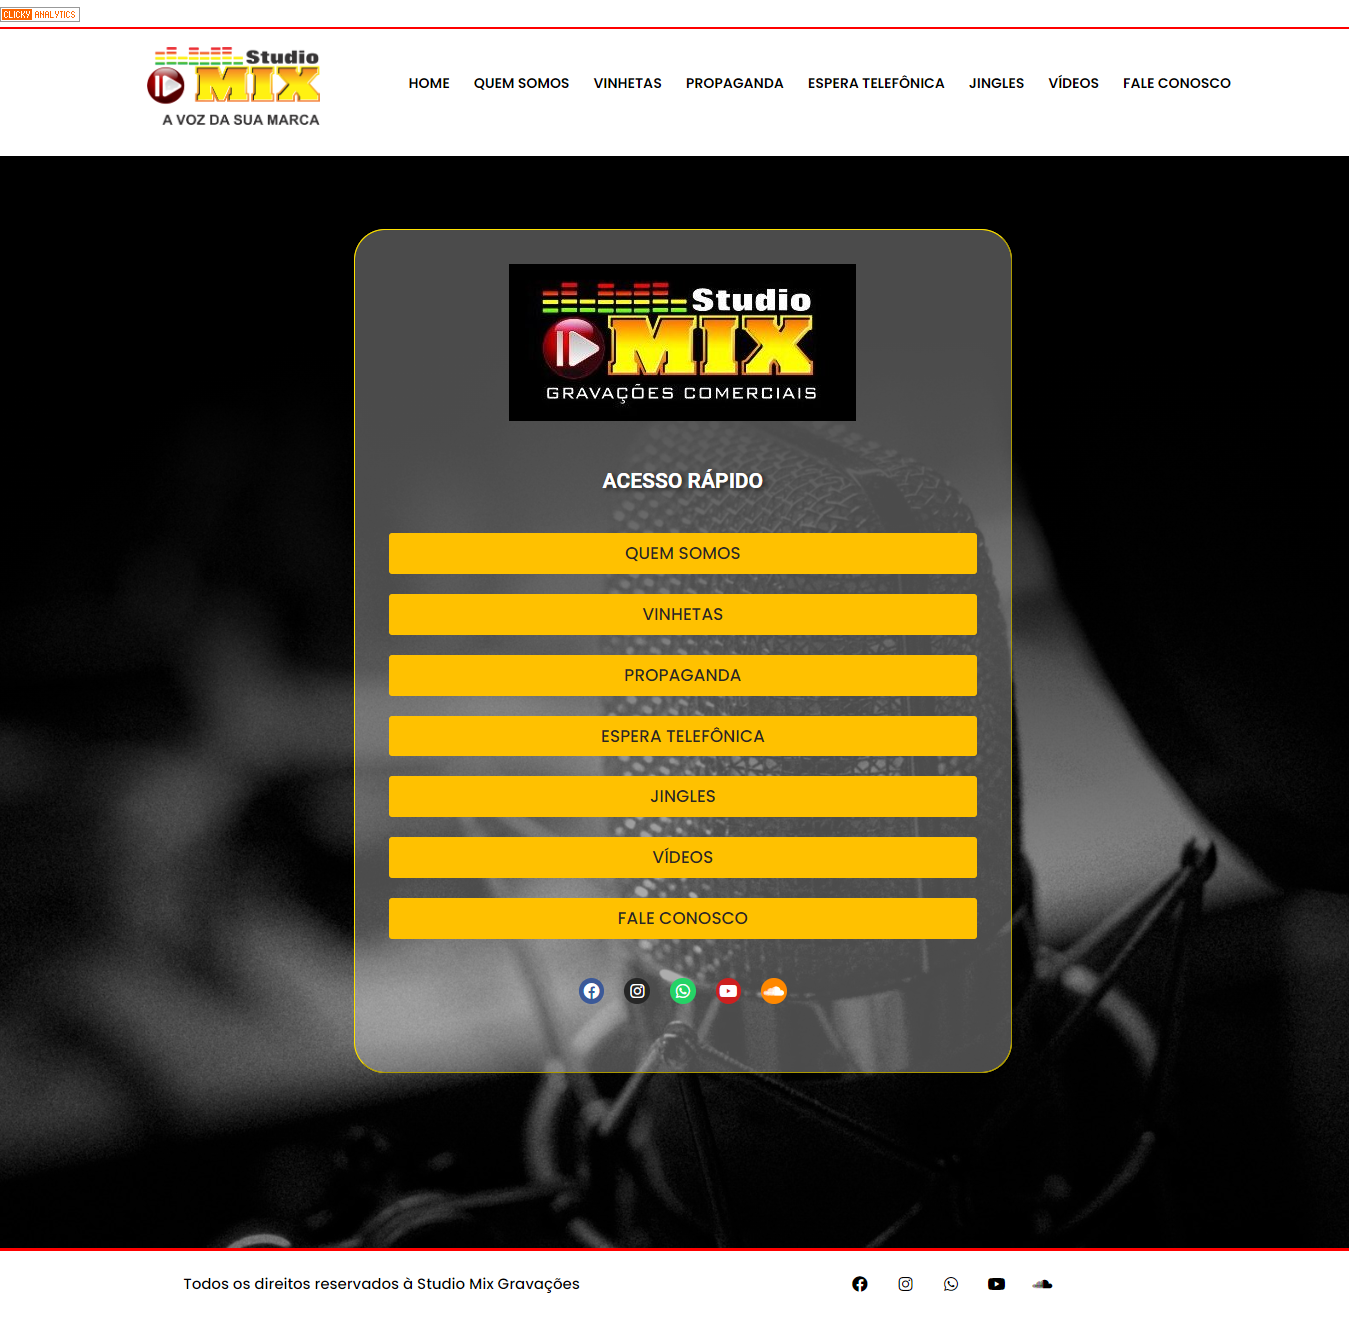 CLICKY ANALYTICS
Studio
MIX
A VOZ DA SUA MARCA
HOME QUEM SOMOS VINHETAS PROPAGANDA ESPERA TELEFÔNICA JINGLES VÍDEOS FALE CONOSCO
Studio
MIX
GRAVAÇÕES COMERCIAIS
ACESSO RÁPIDO
QUEM SOMOS
VINHETAS
PROPAGANDA
ESPERA TELEFÔNICA
JINGLES
VÍDEOS
FALE CONOSCO
Todos os direitos reservados à Studio Mix Gravações